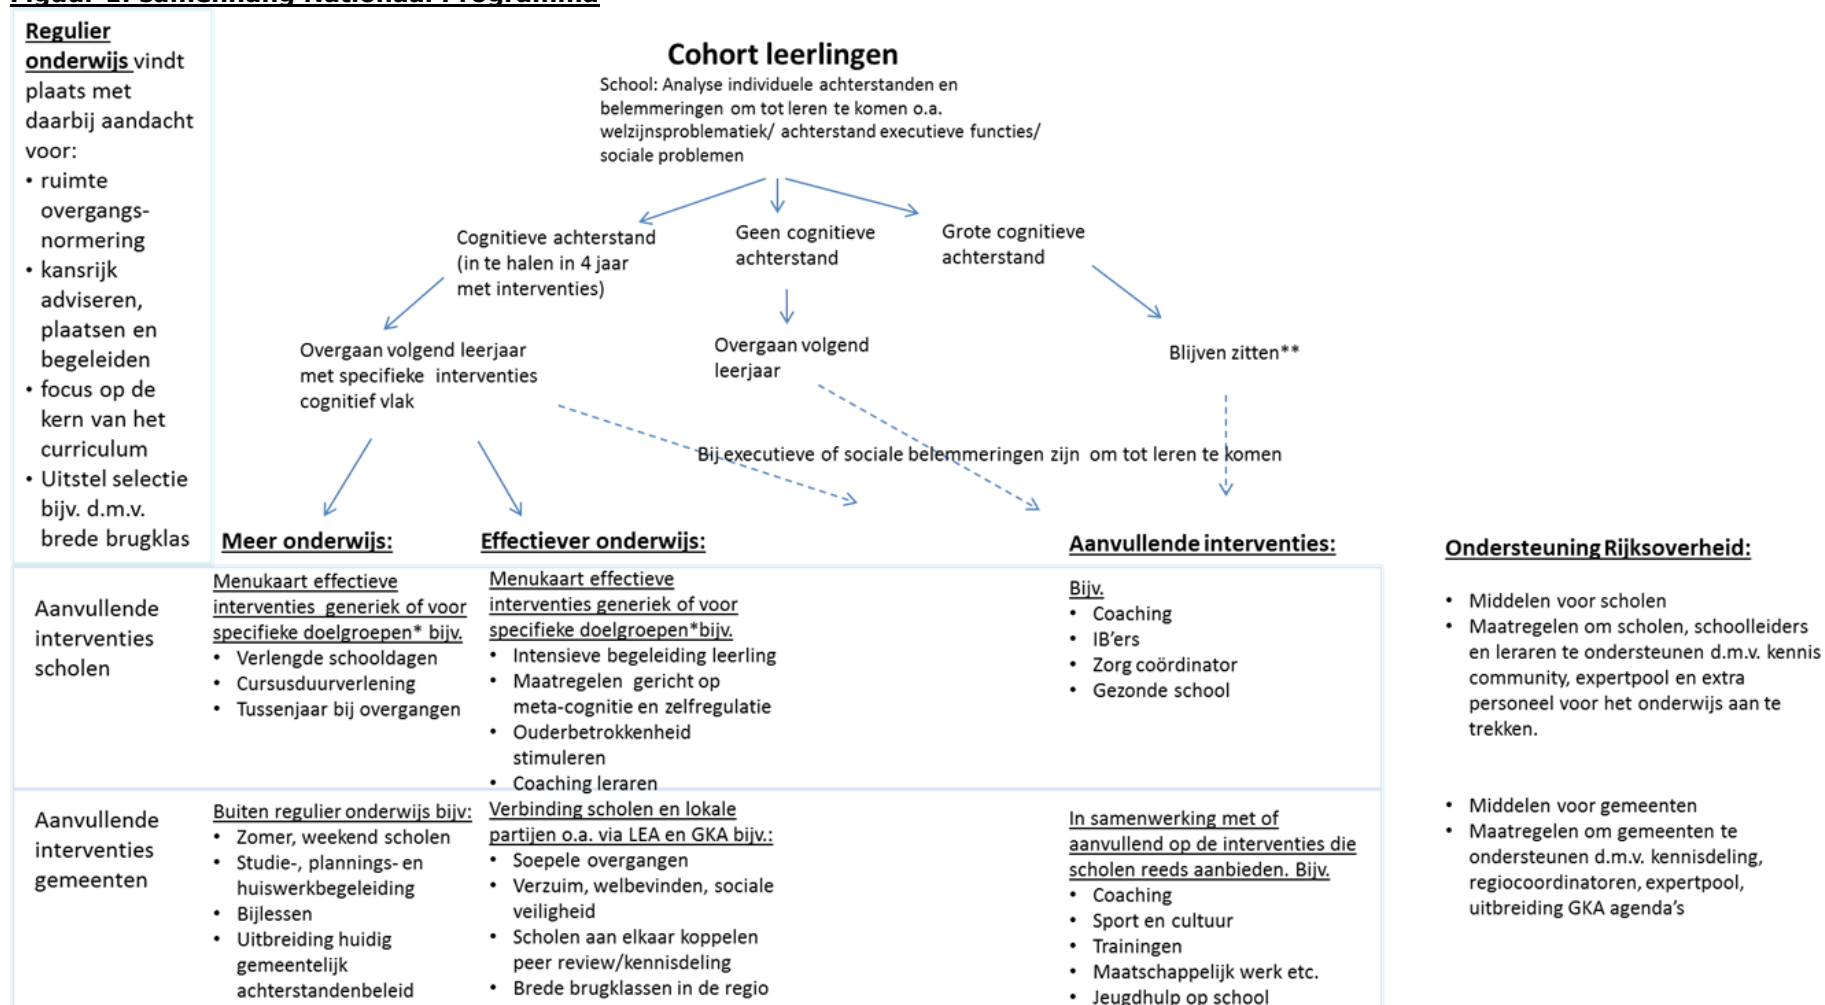 Figuur 1: Samenhang Nationaal Programma
Regulier
onderwijs vindt
plaats met
daarbij aandacht
voor:
• ruimte
overgangs-
normering
• kansrijk
adviseren,
plaatsen en
begeleiden
• focus op de
kern van het
curriculum
• Uitstel selectie
bijv. d.m.v.
brede brugklas
Cohort leerlingen
School: Analyse individuele achterstanden en
belemmeringen om tot leren te komen o.a.
welzijnsproblematiek/ achterstand executieve functies/
sociale problemen
Cognitieve achterstand
(in te halen in 4 jaar
met interventies)
Geen cognitieve
achterstand
Grote cognitieve
achterstand
Overgaan volgend leerjaar
met specifieke interventies
cognitief vlak
Overgaan volgend
leerjaar
Blijven zitten**
Bij executieve of sociale belemmeringen zijn om tot leren te komen
Meer onderwijs:
Effectiever onderwijs:
Aanvullende interventies:
Ondersteuning Rijksoverheid:
Aanvullende
interventies
scholen
Menukaart effectieve
interventies generiek of voor
specifieke doelgroepen* bijv.
• Verlengde schooldagen
• Cursusduurverlening
• Tussenjaar bij overgangen
Menukaart effectieve
interventies generiek of voor
specifieke doelgroepen*bijv.
• Intensieve begeleiding leerling
• Maatregelen gericht op
meta-cognitie en zelfregulatie
• Ouderbetrokkenheid
stimuleren
• Coaching leraren
Bijv.
• Coaching
• IB'ers
• Zorg coördinator
• Gezonde school
• Middelen voor scholen
• Maatregelen om scholen, schoolleiders
en leraren te ondersteunen d.m.v. kennis
community, expertpool en extra
personeel voor het onderwijs aan te
trekken.
Aanvullende
interventies
gemeenten
Buiten regulier onderwijs bijv:
• Zomer, weekend scholen
• Studie-, plannings- en
huiswerkbegeleiding
• Bijlessen
• Uitbreiding huidig
gemeentelijk
achterstandenbeleid
Verbinding scholen en lokale
partijen o.a. via LEA en GKA bijv.:
• Soepele overgangen
• Verzuim, welbevinden, sociale
veiligheid
• Scholen aan elkaar koppelen
peer review/kennisdeling
• Brede brugklassen in de regio
In samenwerking met of
aanvullend op de interventies die
scholen reeds aanbieden. Bijv.
• Coaching
• Sport en cultuur
• Trainingen
• Maatschappelijk werk etc.
• Jeugdhulp op school
• Middelen voor gemeenten
• Maatregelen om gemeenten te
ondersteunen d.m.v. kennisdeling,
regiocoordinatoren, expertpool,
uitbreiding GKA agenda's